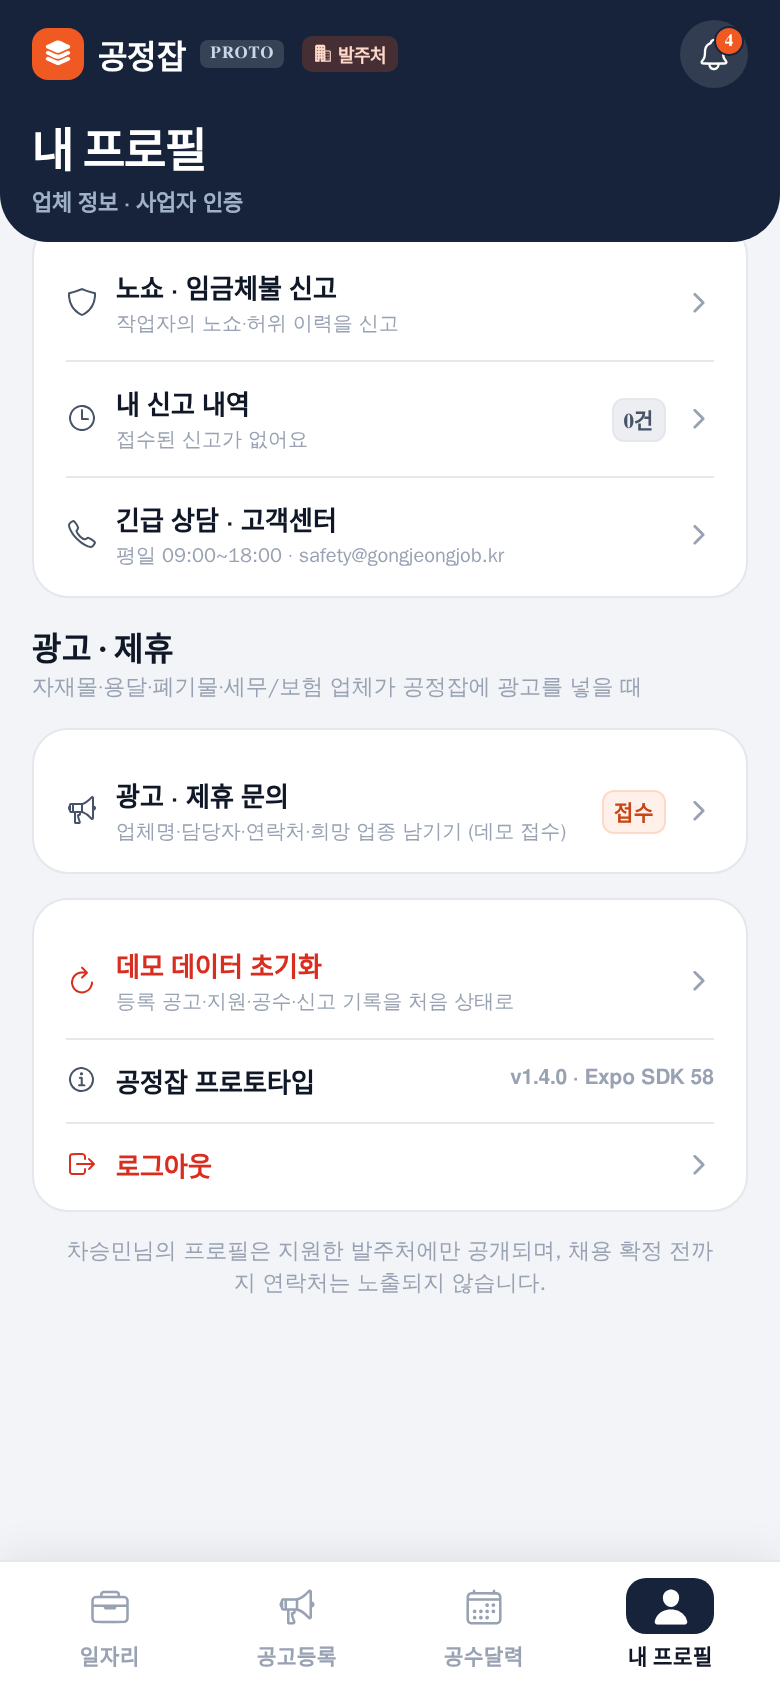 공정잡 PROTO 발주처
4
내 프로필
업체 정보 · 사업자 인증
노쇼 · 임금체불 신고
작업자의 노쇼·허위 이력을 신고
내 신고 내역
접수된 신고가 없어요
0건
긴급 상담 · 고객센터
평일 09:00~18:00 · safety@gongjeongjob.kr
광고 · 제휴
자재몰·용달·폐기물·세무/보험 업체가 공정잡에 광고를 넣을 때
광고 · 제휴 문의
업체명·담당자·연락처·희망 업종 남기기 (데모 접수)
접수
데모 데이터 초기화
등록 공고·지원·공수·신고 기록을 처음 상태로
공정잡 프로토타입
v1.4.0 · Expo SDK 58
로그아웃
차승민님의 프로필은 지원한 발주처에만 공개되며, 채용 확정 전까
지 연락처는 노출되지 않습니다.
일자리 공고등록 공수달력 내 프로필